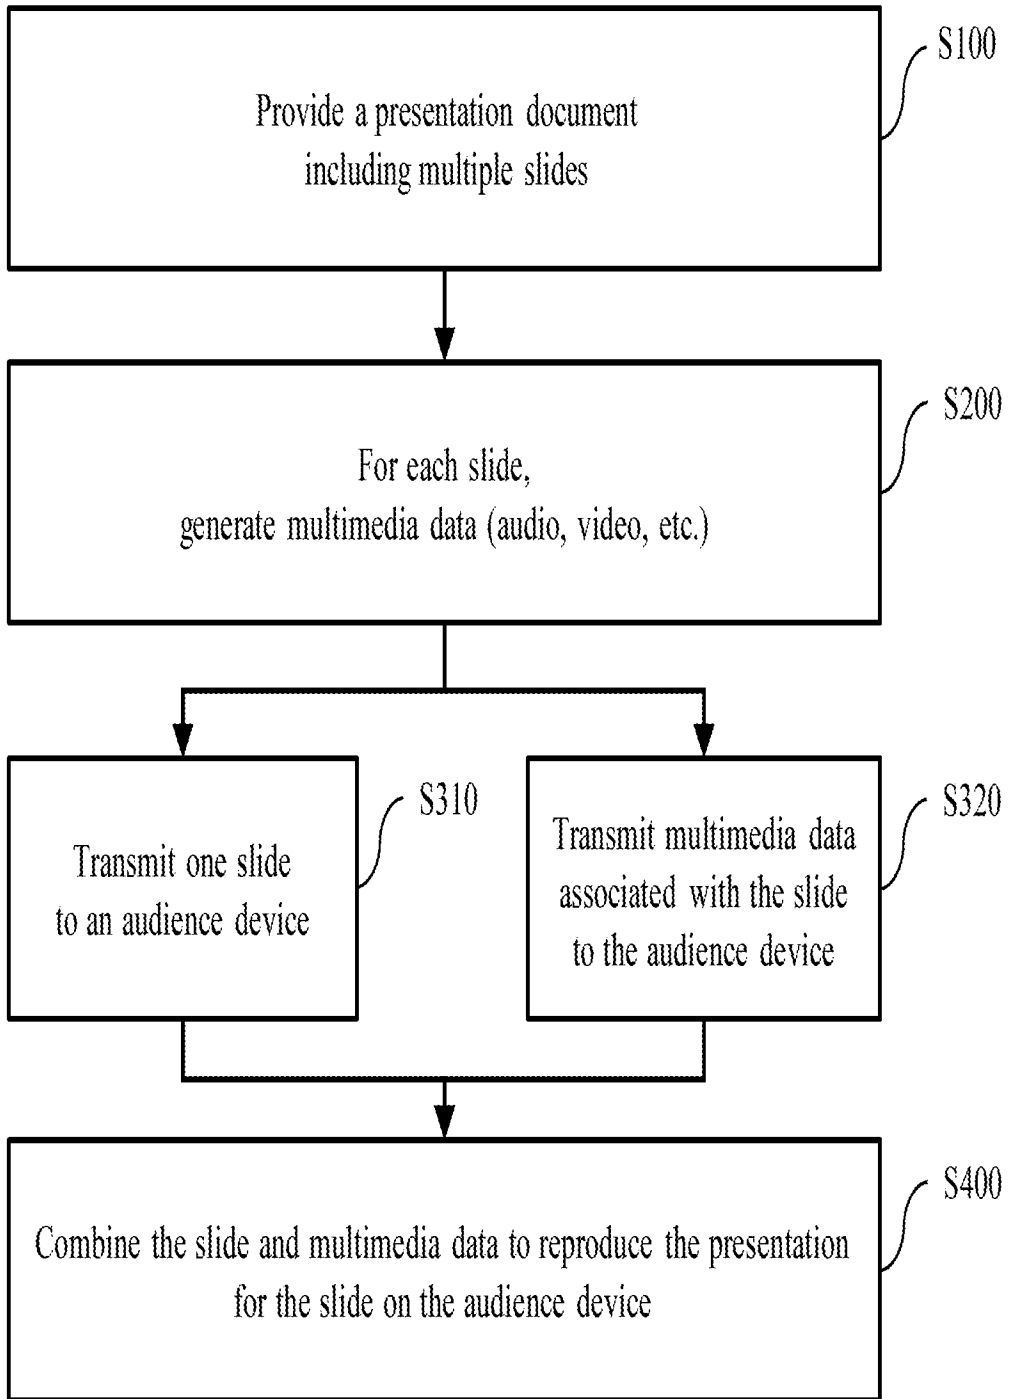 S100
Provide a presentation document
including multiple slides
S200
For each slide,
generate multimedia data (audio, video, etc.)
S310
Transmit one slide
to an audience device
S320
Transmit multimedia data
associated with the slide
to the audience device
S400
Combine the slide and multimedia data to reproduce the presentation
for the slide on the audience device